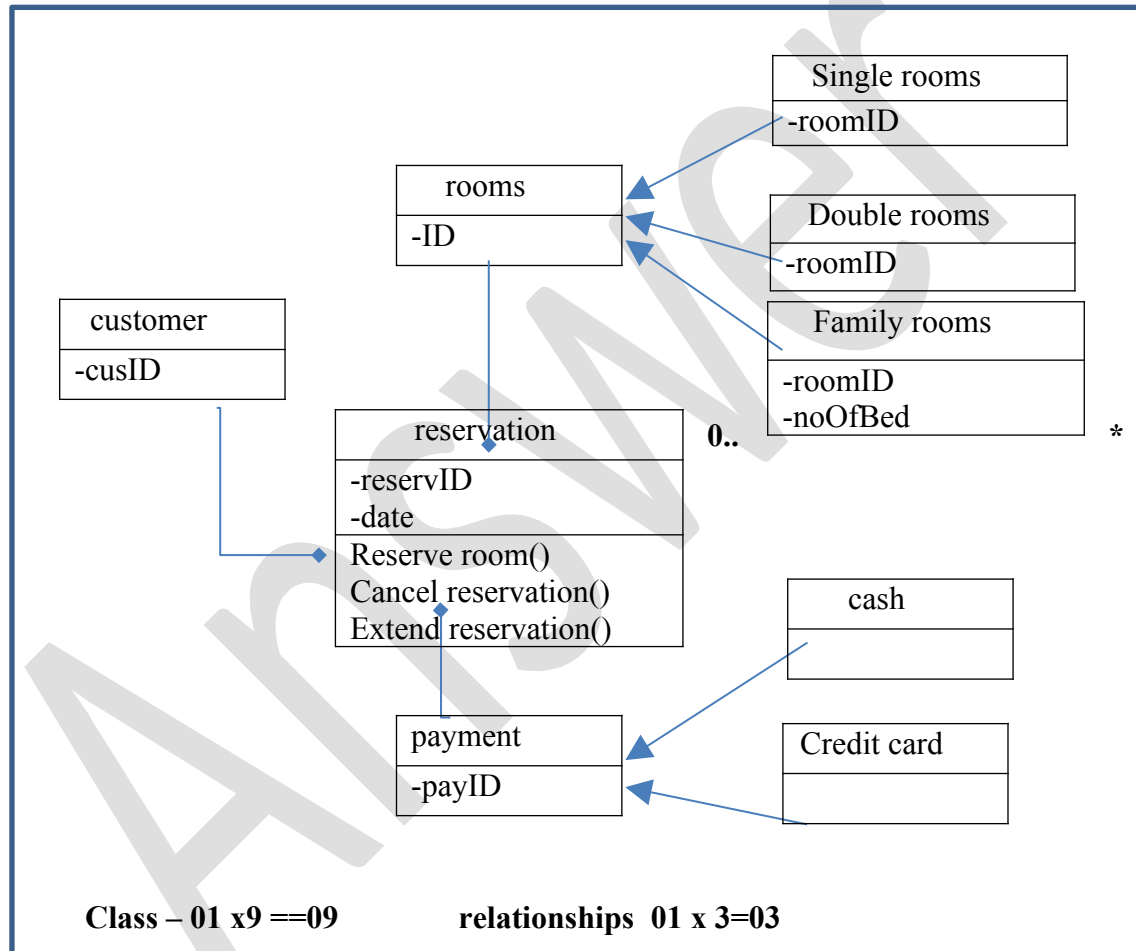 Single rooms
-roomID
rooms
-ID
Double rooms
-roomID
customer
-cusID
Family rooms
-roomID
-noOfBed
reservation
0..
*
-reservID
-date
Reserve room()
Cancel reservation()
Extend reservation()
cash
payment
-payID
Credit card
Class – 01 x9 ==09 relationships 01 x 3=03
Answer